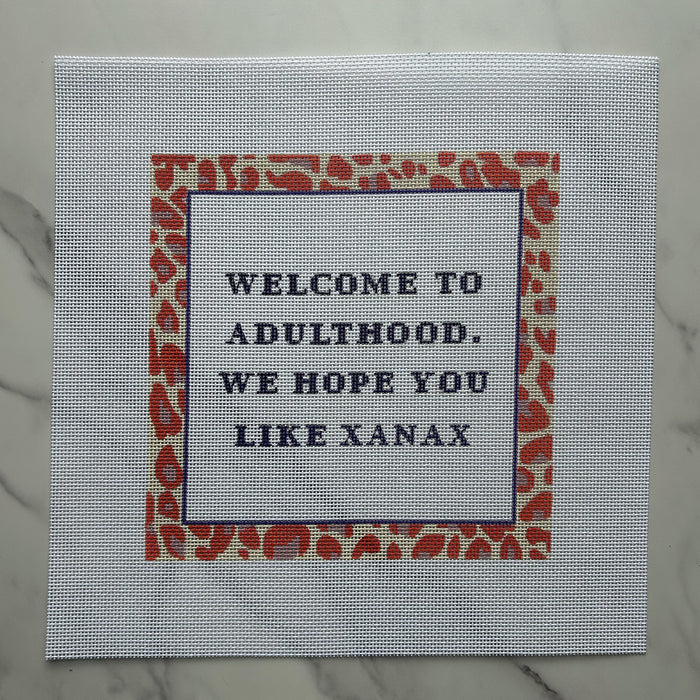 WELCOME TO
ADULTHOOD.
WE HOPE YOU
LIKE XANAX